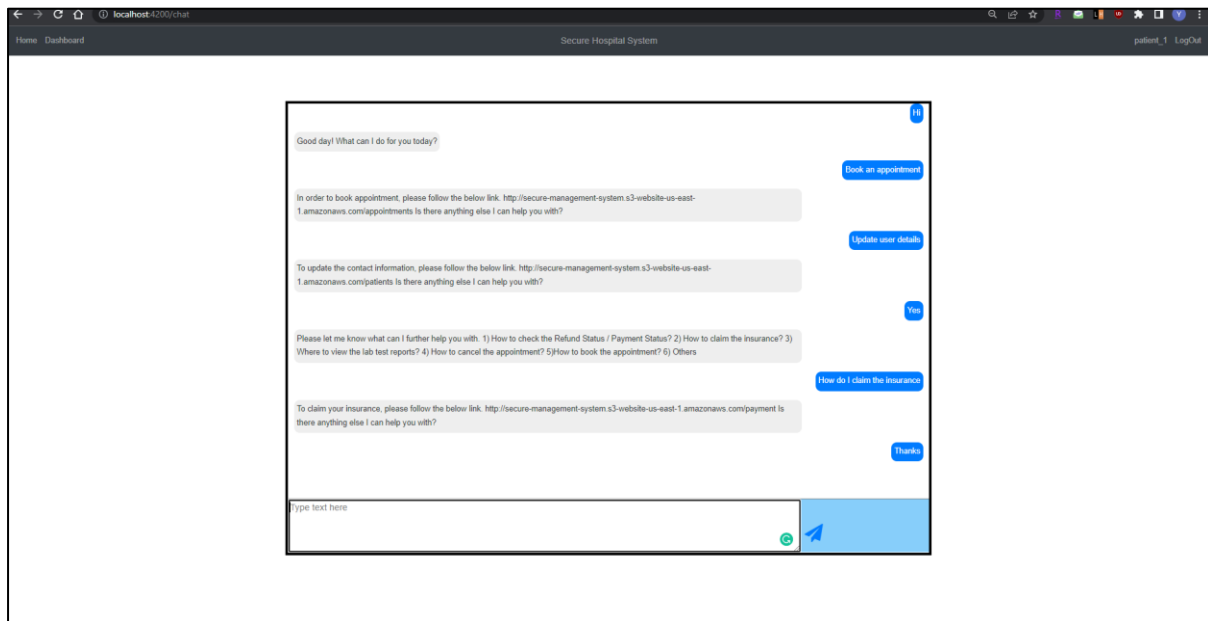 localhost:4200/chat
Home Dashboard Secure Hospital System patient_1 LogOut
Hi
Good day! What can I do for you today?
Book an appointment
In order to book appointment, please follow the below link. http://secure-management-system.s3-website-us-east-
1.amazonaws.com/appointments Is there anything else I can help you with?
Update user details
To update the contact information, please follow the below link. http://secure-management-system.s3-website-us-east-
1.amazonaws.com/patients Is there anything else I can help you with?
Yes
Please let me know what can I further help you with. 1) How to check the Refund Status / Payment Status? 2) How to claim the insurance? 3)
Where to view the lab test reports? 4) How to cancel the appointment? 5)How to book the appointment? 6) Others
How do I claim the insurance
To claim your insurance, please follow the below link. http://secure-management-system.s3-website-us-east-1.amazonaws.com/payment Is
there anything else I can help you with?
Thanks
Type text here